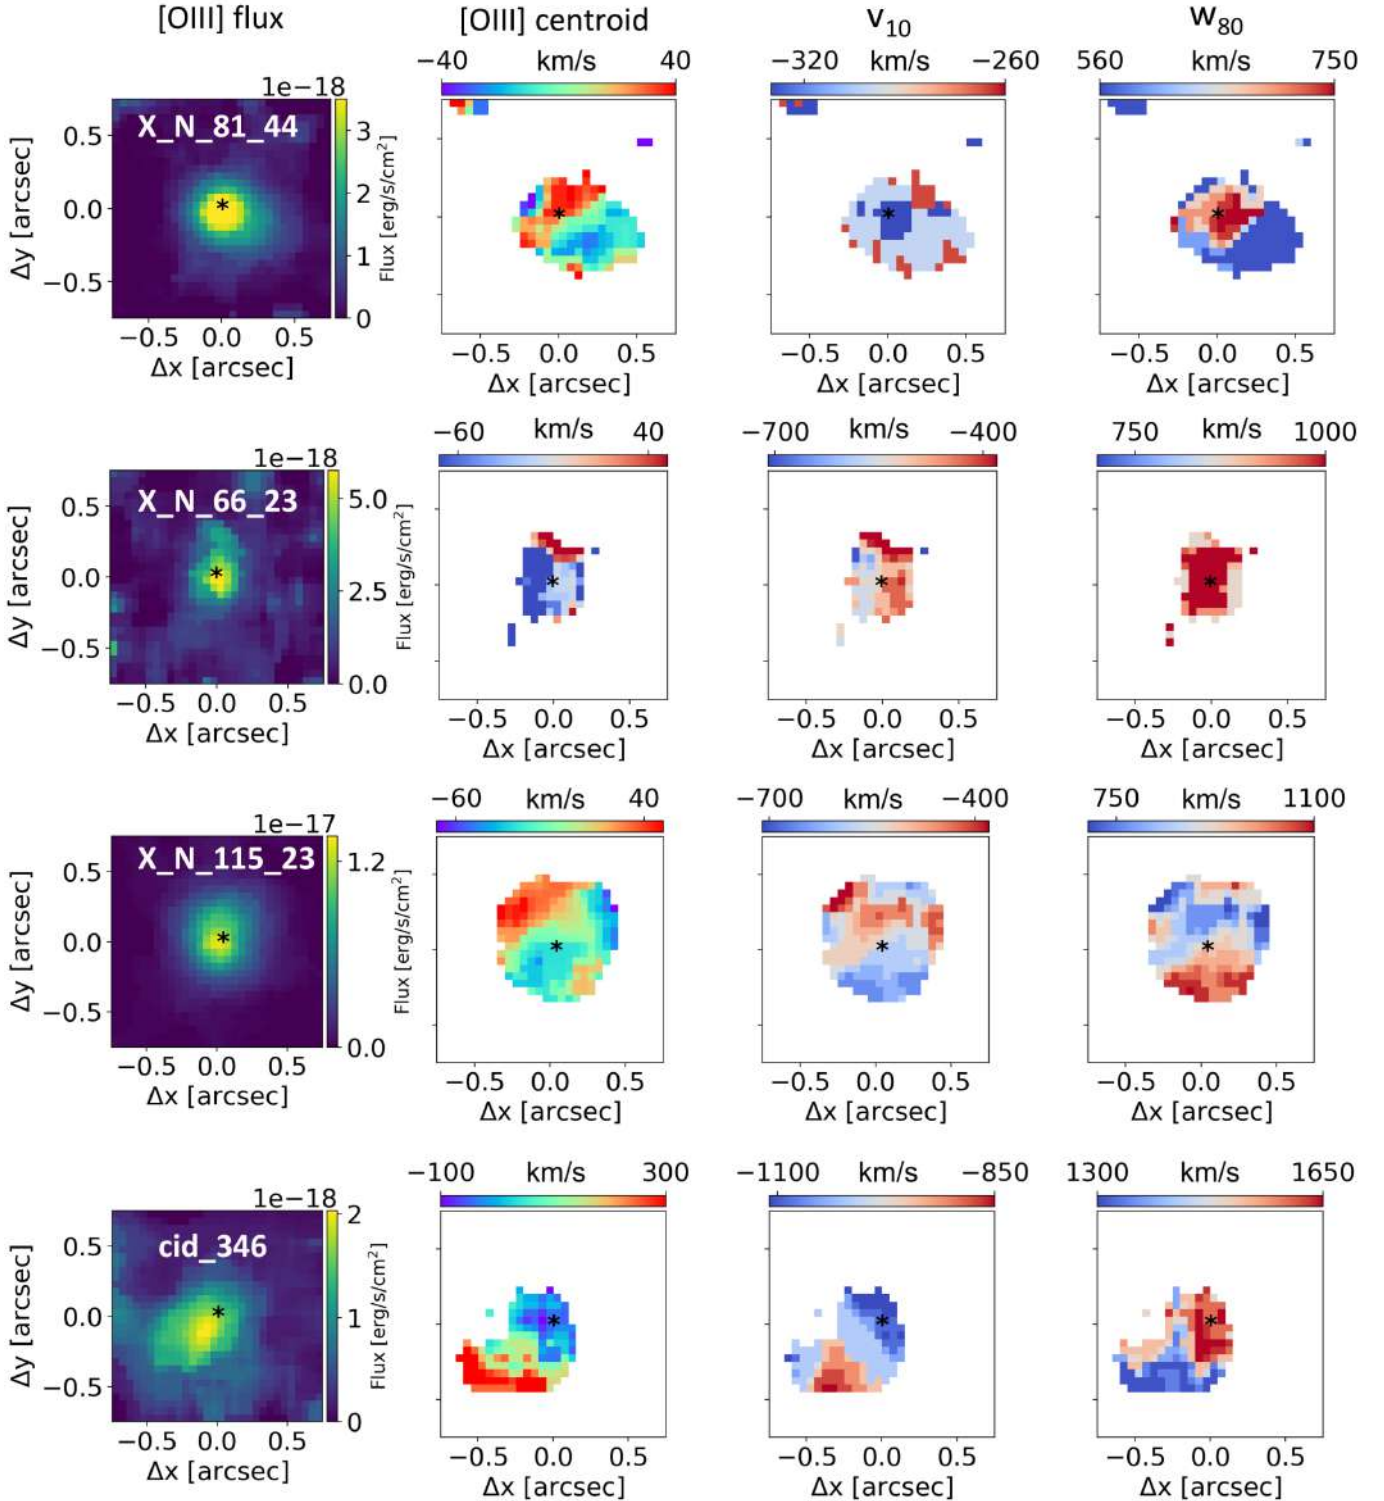 [OIII] flux [OIII] centroid v10 W80
−40 km/s 40 −320 km/s −260 560 km/s 750
1e−18
X_N_81_44
0.5 0.0 −0.5
Δy [arcsec]
3 2 1 0
Flux [erg/s/cm2]
−0.5 0.0 0.5 −0.5 0.0 0.5 −0.5 0.0 0.5 −0.5 0.0 0.5
Δx [arcsec] Δx [arcsec] Δx [arcsec] Δx [arcsec]
−60 km/s 40 −700 km/s −400 750 km/s 1000
1e−18
X_N_66_23
0.5 0.0 −0.5
Δy [arcsec]
5.0 2.5 0.0
Flux [erg/s/cm2]
−0.5 0.0 0.5 −0.5 0.0 0.5 −0.5 0.0 0.5 −0.5 0.0 0.5
Δx [arcsec] Δx [arcsec] Δx [arcsec] Δx [arcsec]
−60 km/s 40 −700 km/s −400 750 km/s 1100
1e−17
X_N_115_23
0.5 0.0 −0.5
Δy [arcsec]
1.2 0.0
Flux [erg/s/cm2]
−0.5 0.0 0.5 −0.5 0.0 0.5 −0.5 0.0 0.5 −0.5 0.0 0.5
Δx [arcsec] Δx [arcsec] Δx [arcsec] Δx [arcsec]
−100 km/s 300 −1100 km/s −850 1300 km/s 1650
1e−18
cid_346
0.5 0.0 −0.5
Δy [arcsec]
2 1 0
Flux [erg/s/cm2]
−0.5 0.0 0.5 −0.5 0.0 0.5 −0.5 0.0 0.5 −0.5 0.0 0.5
Δx [arcsec] Δx [arcsec] Δx [arcsec] Δx [arcsec]